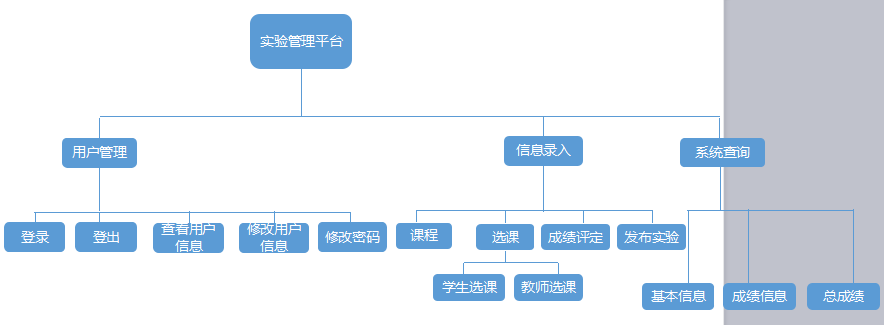 实验管理平台
用户管理
信息录入
系统查询
登录
登出
查看用户
信息
修改用户
信息
修改密码
课程
选课
成绩评定
发布实验
学生选课
教师选课
基本信息
成绩信息
总成绩